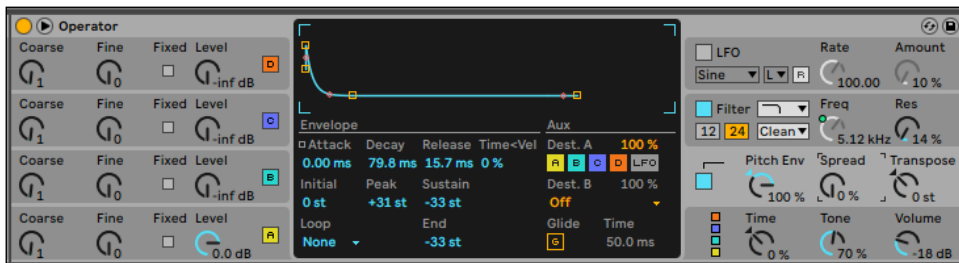 Operator
Coarse Fine Fixed Level
1 0 -inf dB D
Coarse Fine Fixed Level
1 0 -inf dB C
Coarse Fine Fixed Level
1 0 -inf dB B
Coarse Fine Fixed Level
1 0 0.0 dB A
Envelope Aux
Attack Decay Release Time<Vel Dest. A 100 %
0.00 ms 79.8 ms 15.7 ms 0 % A B C D LFO
Initial Peak Sustain Dest. B 100 %
0 st +31 st -33 st Off
Loop End Glide Time
None -33 st G 50.0 ms
LFO Rate Amount
Sine L R 100.00 10 %
Filter Freq Res
12 24 Clean 5.12 kHz 14 %
Pitch Env Spread Transpose
100 % 0 % 0 st
Time Tone Volume
0 % 70 % -18 dB